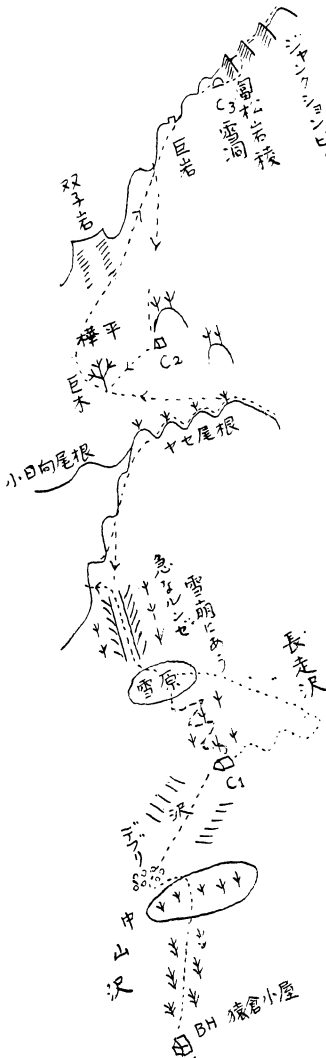 ジャンクションピ
富松岩稜
C3 雪洞
巨岩
双子岩
樺平
C2
巨木
ヤセ尾根
小日向尾根
急なルンゼ
雪崩にあう
長走沢
雪原
C1
沢
デブリ
中山沢
BH 猿倉小屋